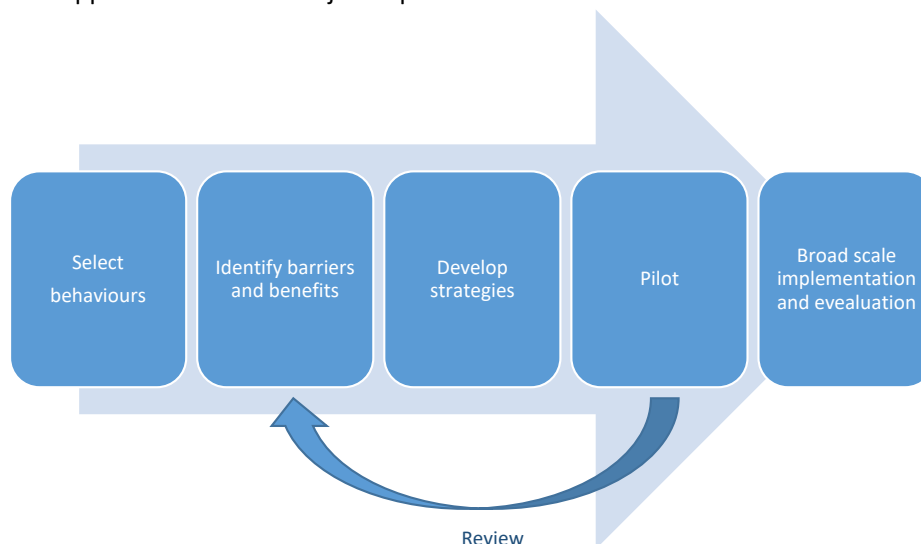 Select
behaviours
Identify barriers
and benefits
Develop
strategies
Pilot
Broad scale
implementation
and evealuation
Review